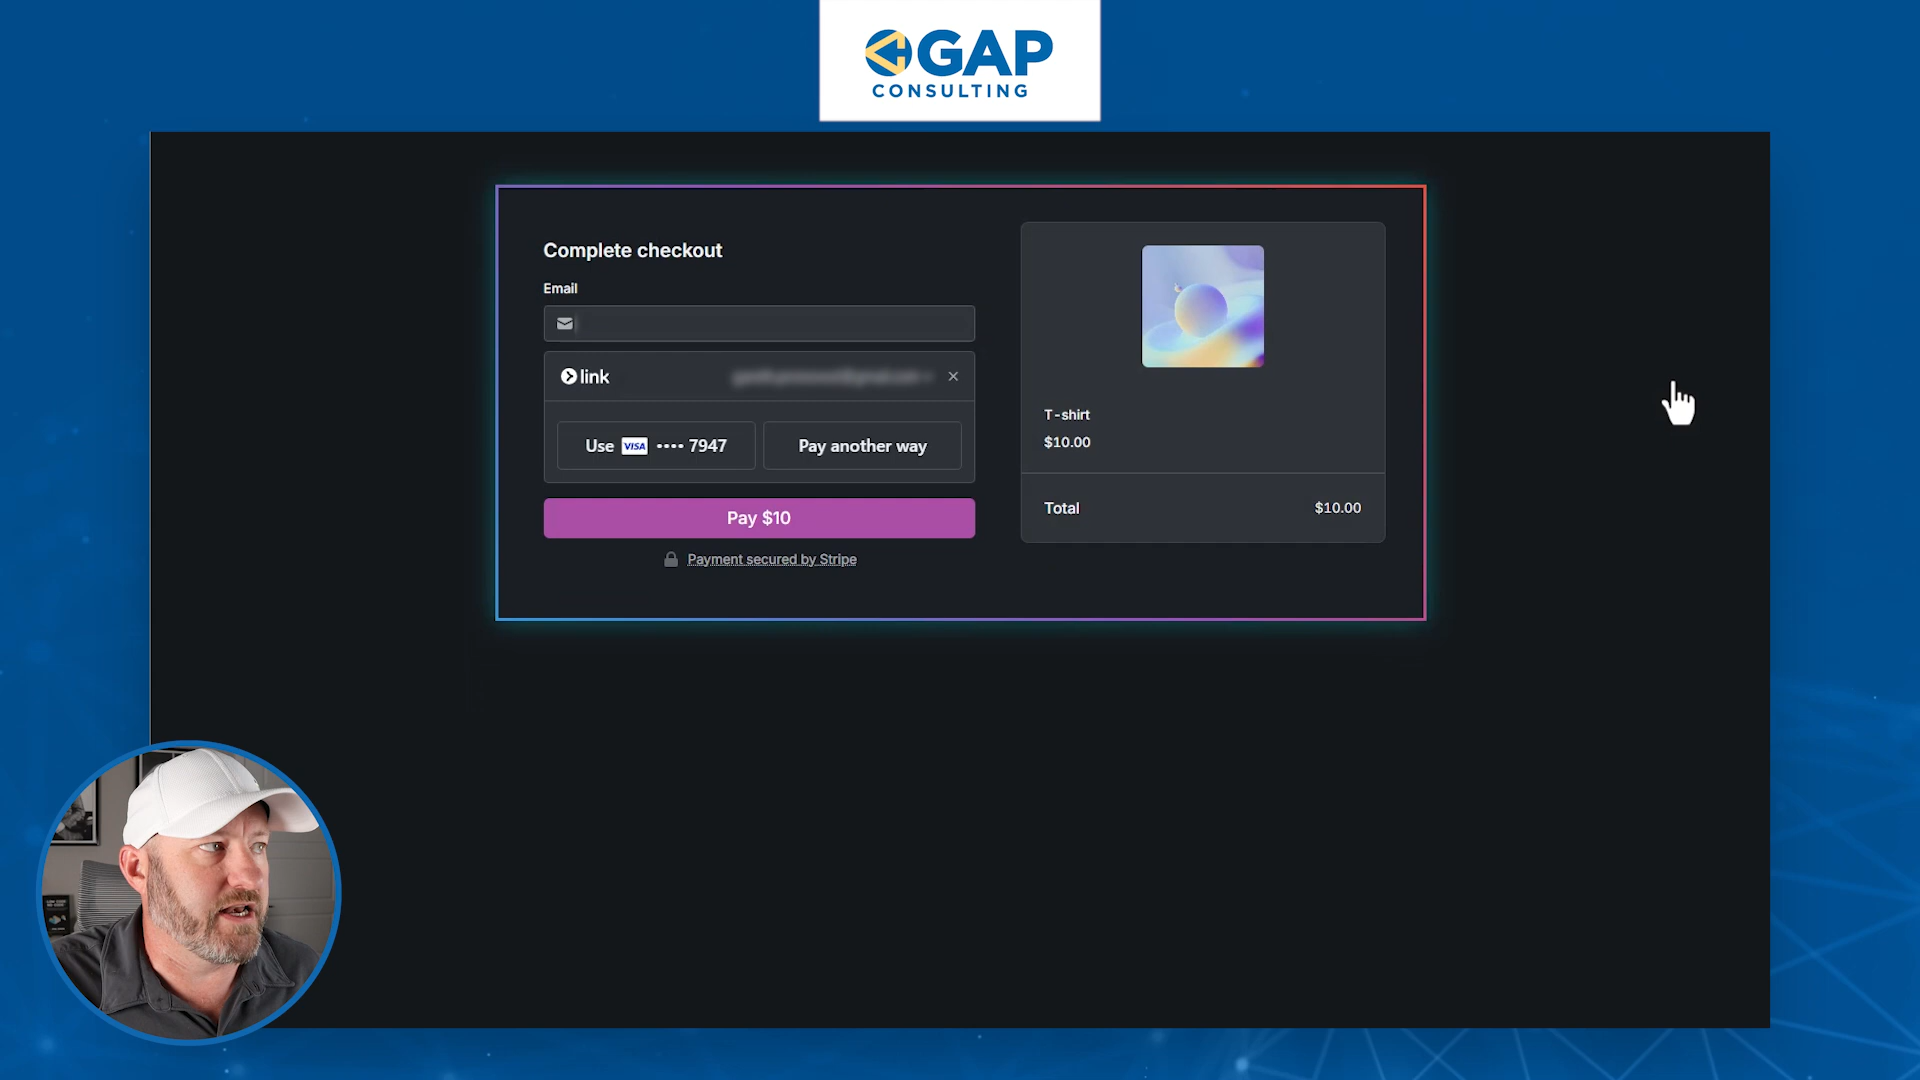 GAP
CONSULTING
Complete checkout
Email
link
Use VISA •••• 7947
Pay another way
Pay $10
Payment secured by Stripe
T-shirt
$10.00
Total
$10.00